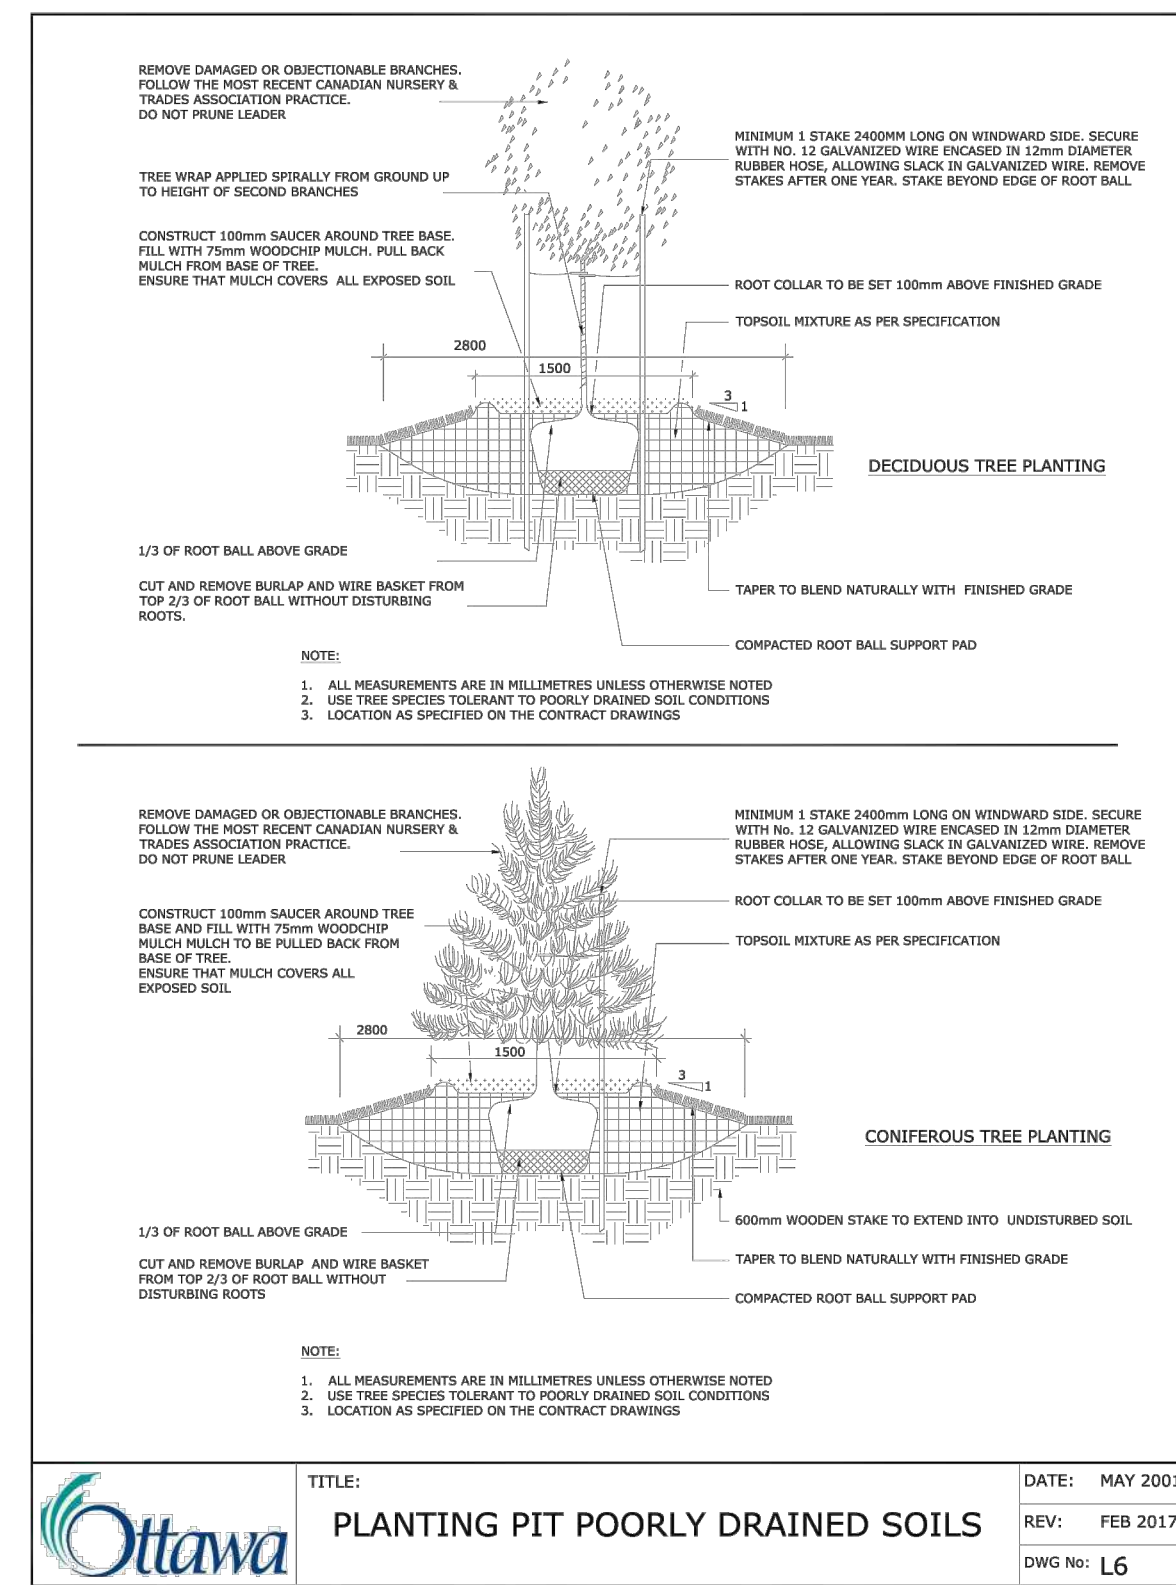 REMOVE DAMAGED OR OBJECTIONABLE BRANCHES.
FOLLOW THE MOST RECENT CANADIAN NURSERY &
TRADES ASSOCIATION PRACTICE.
DO NOT PRUNE LEADER
MINIMUM 1 STAKE 2400MM LONG ON WINDWARD SIDE. SECURE
WITH NO. 12 GALVANIZED WIRE ENCASED IN 12mm DIAMETER
RUBBER HOSE, ALLOWING SLACK IN GALVANIZED WIRE. REMOVE
STAKES AFTER ONE YEAR. STAKE BEYOND EDGE OF ROOT BALL
TREE WRAP APPLIED SPIRALLY FROM GROUND UP
TO HEIGHT OF SECOND BRANCHES
CONSTRUCT 100mm SAUCER AROUND TREE BASE.
FILL WITH 75mm WOODCHIP MULCH. PULL BACK
MULCH FROM BASE OF TREE.
ENSURE THAT MULCH COVERS ALL EXPOSED SOIL
ROOT COLLAR TO BE SET 100mm ABOVE FINISHED GRADE
TOPSOIL MIXTURE AS PER SPECIFICATION
2800
1500
3
1
DECIDUOUS TREE PLANTING
1/3 OF ROOT BALL ABOVE GRADE
CUT AND REMOVE BURLAP AND WIRE BASKET FROM
TOP 2/3 OF ROOT BALL WITHOUT DISTURBING
ROOTS.
TAPER TO BLEND NATURALLY WITH FINISHED GRADE
COMPACTED ROOT BALL SUPPORT PAD
NOTE:
1. ALL MEASUREMENTS ARE IN MILLIMETRES UNLESS OTHERWISE NOTED
2. USE TREE SPECIES TOLERANT TO POORLY DRAINED SOIL CONDITIONS
3. LOCATION AS SPECIFIED ON THE CONTRACT DRAWINGS
REMOVE DAMAGED OR OBJECTIONABLE BRANCHES.
FOLLOW THE MOST RECENT CANADIAN NURSERY &
TRADES ASSOCIATION PRACTICE.
DO NOT PRUNE LEADER
MINIMUM 1 STAKE 2400mm LONG ON WINDWARD SIDE. SECURE
WITH No. 12 GALVANIZED WIRE ENCASED IN 12mm DIAMETER
RUBBER HOSE, ALLOWING SLACK IN GALVANIZED WIRE. REMOVE
STAKES AFTER ONE YEAR. STAKE BEYOND EDGE OF ROOT BALL
ROOT COLLAR TO BE SET 100mm ABOVE FINISHED GRADE
CONSTRUCT 100mm SAUCER AROUND TREE
BASE AND FILL WITH 75mm WOODCHIP
MULCH MULCH TO BE PULLED BACK FROM
BASE OF TREE.
ENSURE THAT MULCH COVERS ALL
EXPOSED SOIL
TOPSOIL MIXTURE AS PER SPECIFICATION
2800
1500
3
1
CONIFEROUS TREE PLANTING
600mm WOODEN STAKE TO EXTEND INTO UNDISTURBED SOIL
1/3 OF ROOT BALL ABOVE GRADE
TAPER TO BLEND NATURALLY WITH FINISHED GRADE
CUT AND REMOVE BURLAP AND WIRE BASKET
FROM TOP 2/3 OF ROOT BALL WITHOUT
DISTURBING ROOTS
COMPACTED ROOT BALL SUPPORT PAD
NOTE:
1. ALL MEASUREMENTS ARE IN MILLIMETRES UNLESS OTHERWISE NOTED
2. USE TREE SPECIES TOLERANT TO POORLY DRAINED SOIL CONDITIONS
3. LOCATION AS SPECIFIED ON THE CONTRACT DRAWINGS
Ottawa
TITLE:
PLANTING PIT POORLY DRAINED SOILS
DATE: MAY 2001
REV: FEB 2017
DWG No: L6